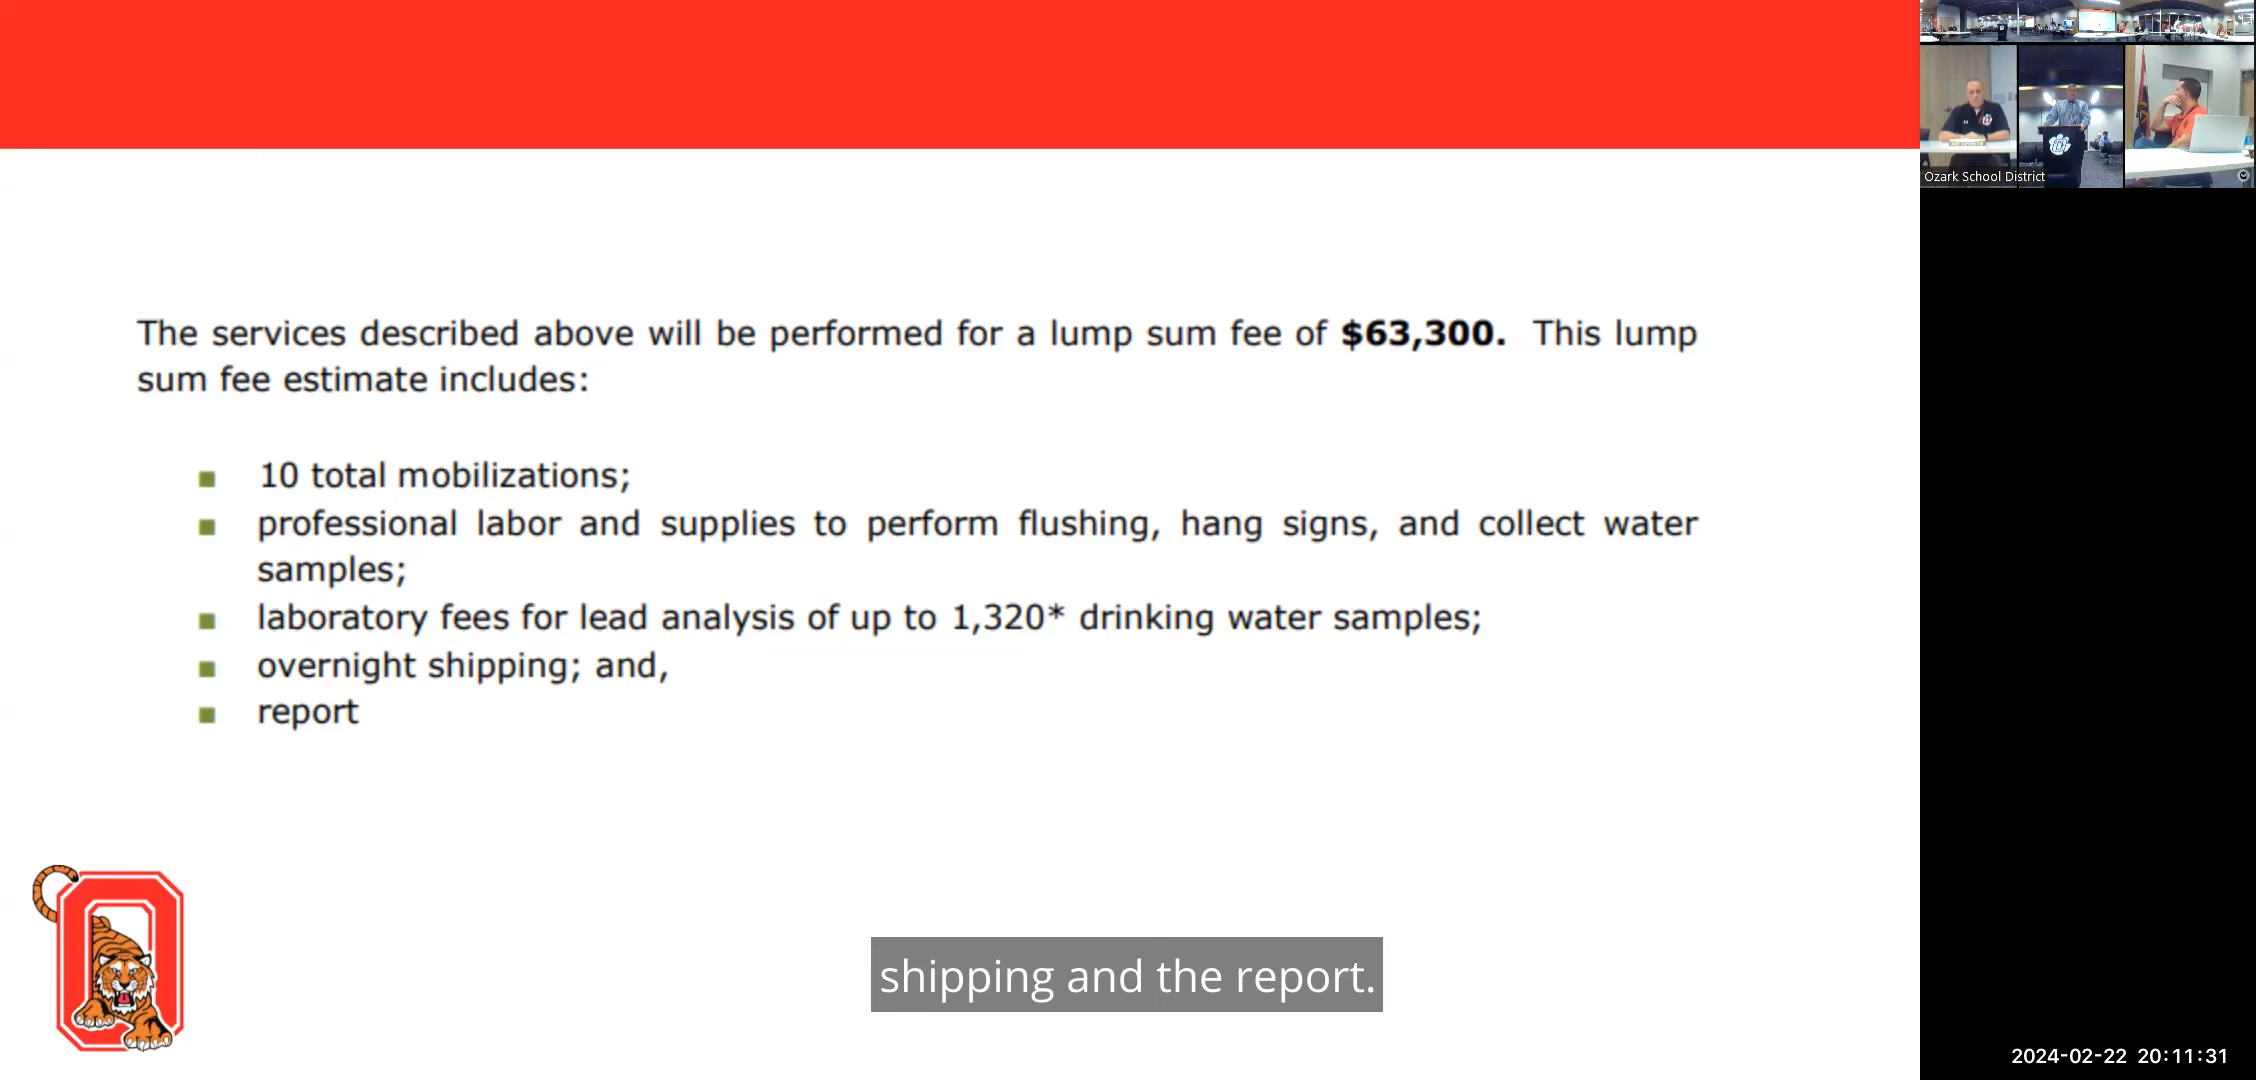 The services described above will be performed for a lump sum fee of $63,300. This lump
sum fee estimate includes:
10 total mobilizations;
professional labor and supplies to perform flushing, hang signs, and collect water
samples;
laboratory fees for lead analysis of up to 1,320* drinking water samples;
overnight shipping; and,
report
shipping and the report.
Ozark School District
2024-02-22 20:11:31